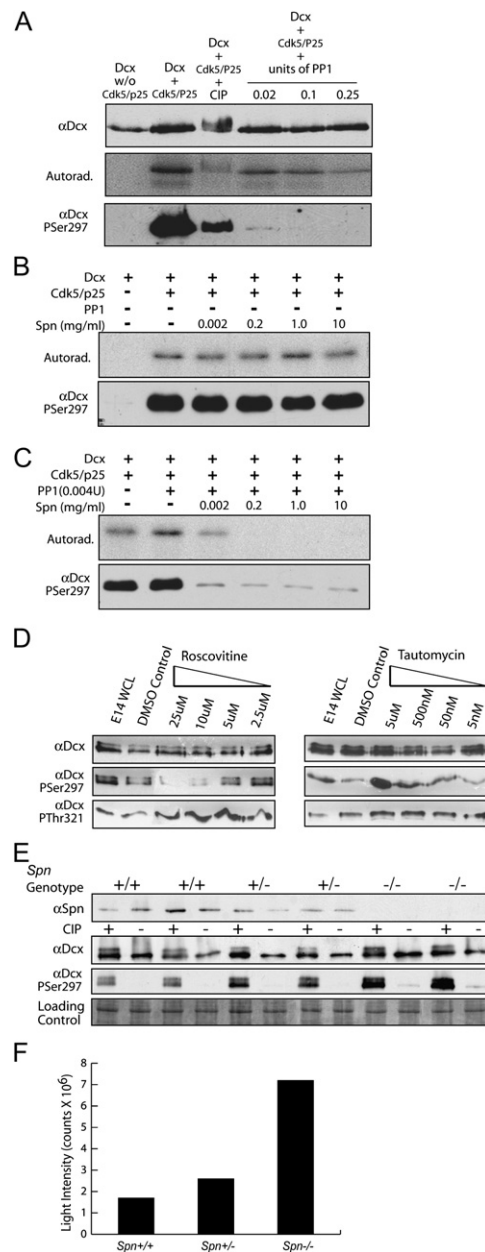 A
Dcx w/o Cdk5/p25
Dcx + Cdk5/P25
Dcx + Cdk5/P25 + CIP
Dcx + Cdk5/P25 + units of PP1
0.02 0.1 0.25
αDcx
Autorad.
αDcx PSer297
B
Dcx + + + + + +
Cdk5/p25 - + + + + +
PP1 - - - - - -
Spn (mg/ml) - - 0.002 0.2 1.0 10
Autorad.
αDcx PSer297
C
Dcx + + + + + +
Cdk5/p25 + + + + + +
PP1(0.004U) - + + + + +
Spn (mg/ml) - - 0.002 0.2 1.0 10
Autorad.
αDcx PSer297
D
Roscovitine
E14 WCL DMSO Control 25uM 10uM 5uM 2.5uM
Tautomycin
E14 WCL DMSO Control 5uM 500nM 50nM 5nM
αDcx αDcx
αDcx PSer297 αDcx PSer297
αDcx PThr321 αDcx PThr321
E
Spn
Genotype +/+ +/+ +/- +/- -/- -/-
αSpn
CIP + - + - + - + - + - + -
αDcx
αDcx PSer297
Loading Control
F
Light Intensity (counts X 10⁶)
8
7
6
5
4
3
2
1
0
Spn+/+ Spn+/- Spn-/-